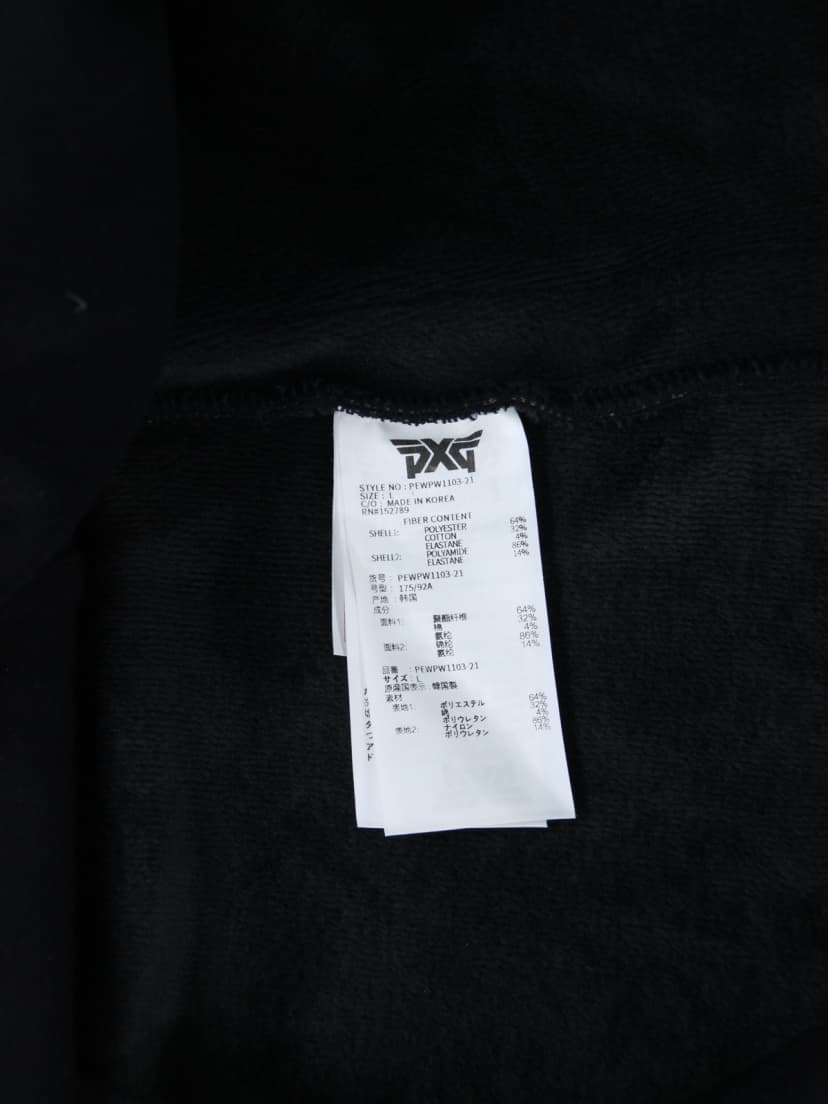 PXG
STYLE NO : PEWPW1103-21
SIZE : L
C/O : MADE IN KOREA
RN#152789
FIBER CONTENT
SHELL1: POLYESTER 64%
COTTON 32%
ELASTANE 4%
SHELL2: POLYAMIDE 86%
ELASTANE 14%
货号 : PEWPW1103-21
号型 : 175/92A
产地 : 韩国
成分
面料1: 聚酯纤维 64%
棉 32%
氨纶 4%
面料2: 锦纶 86%
氨纶 14%
品番 : PEWPW1103-21
サイズ : L
原産国表示 : 韓国製
素材
表地1: ポリエステル 64%
綿 32%
ポリウレタン 4%
表地2: ナイロン 86%
ポリウレタン 14%